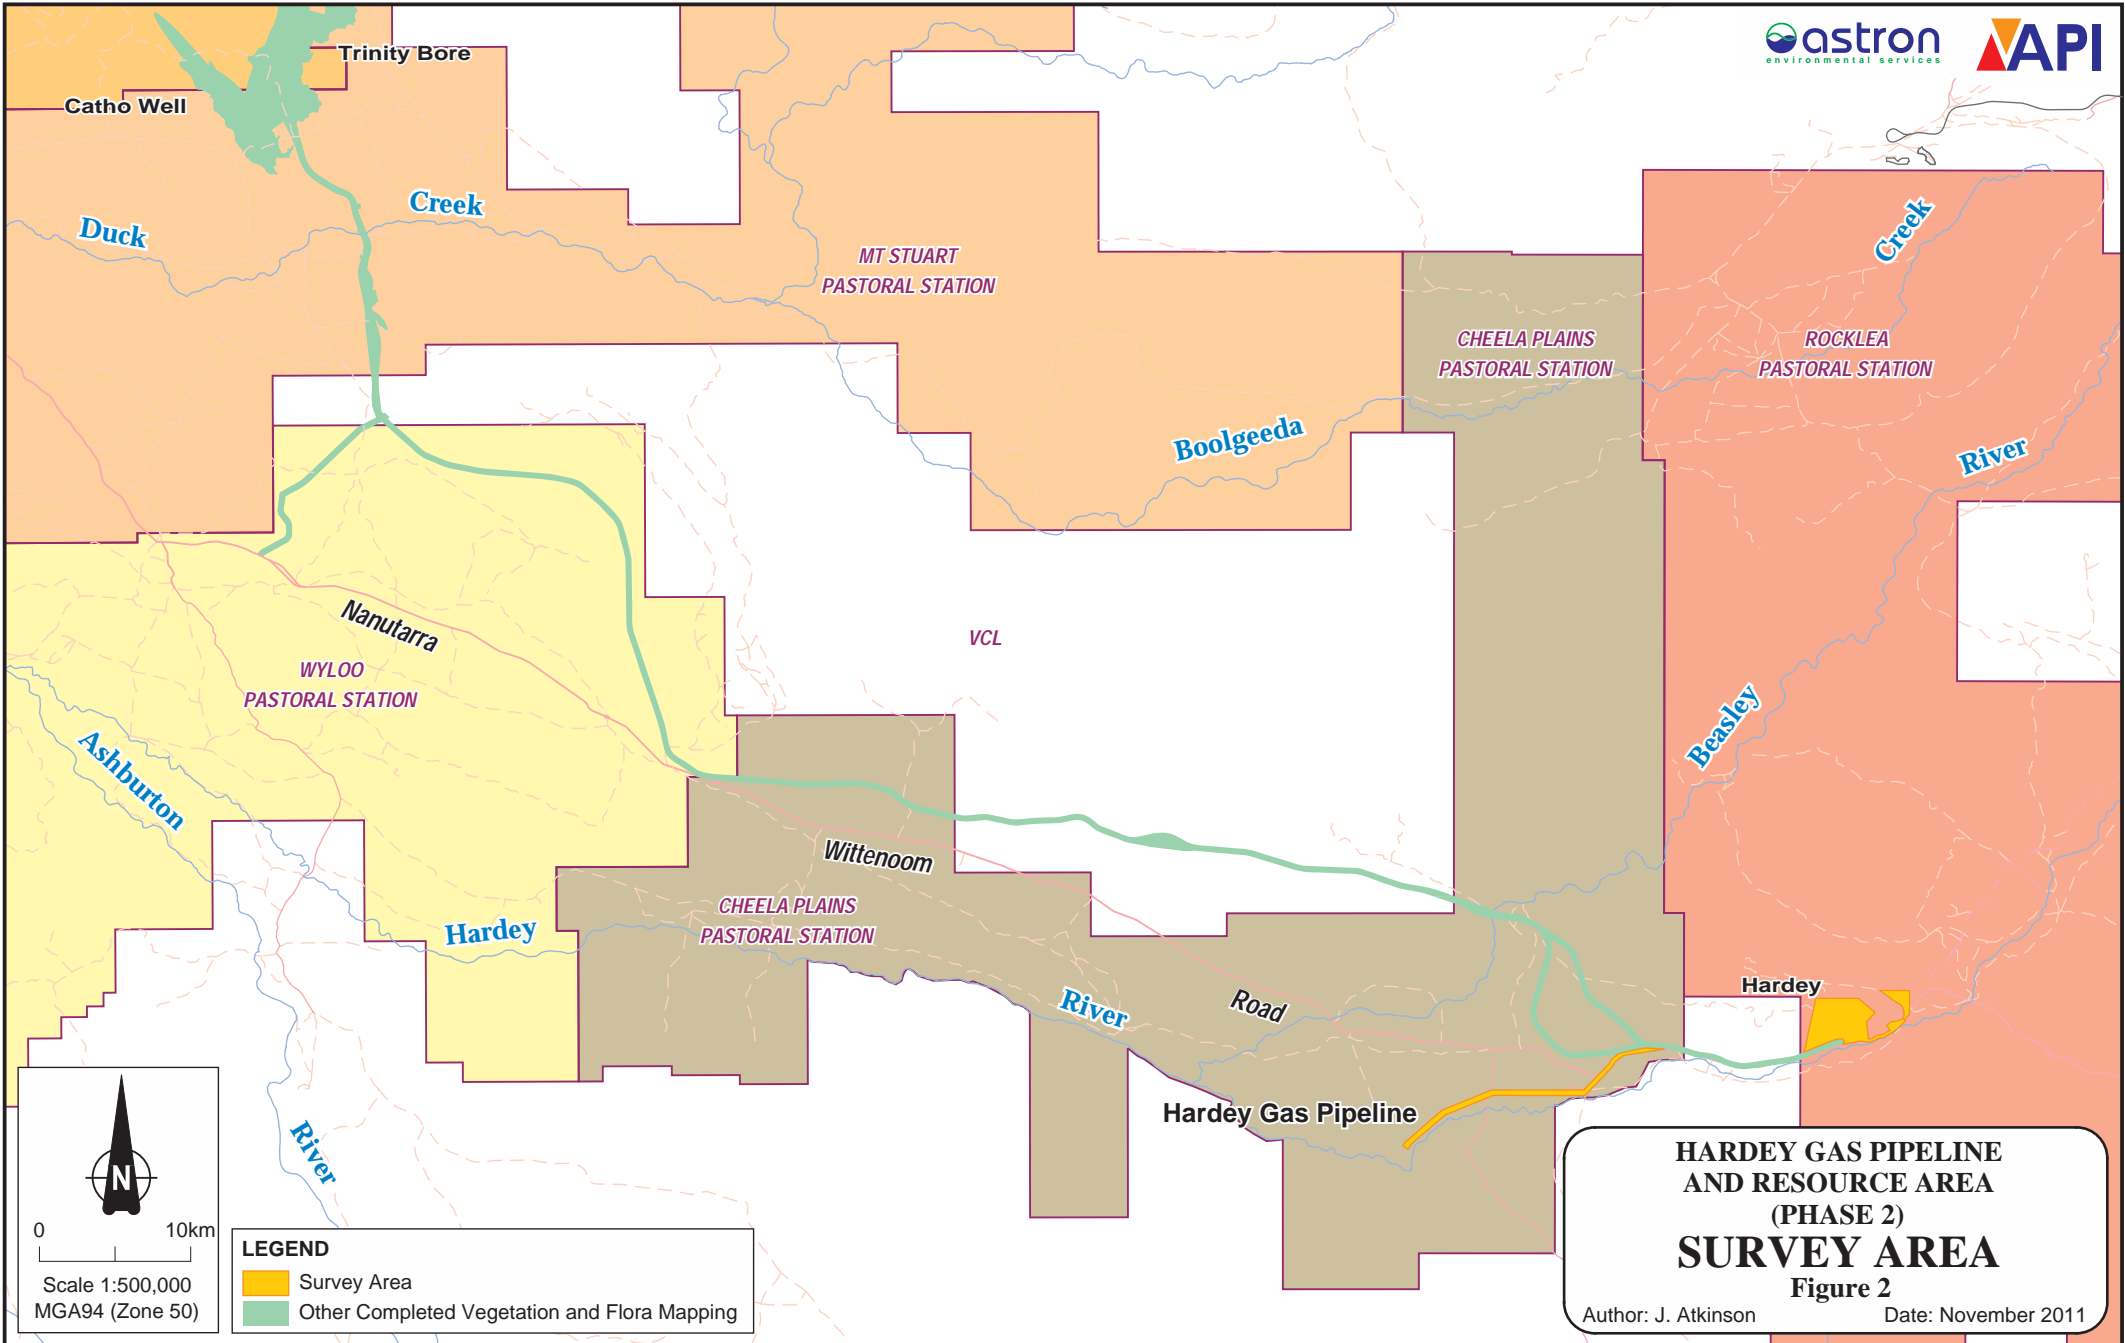 astron
environmental services
API
Trinity Bore
Catho Well
Duck
Creek
MT STUART
PASTORAL STATION
Creek
CHEELA PLAINS
PASTORAL STATION
ROCKLEA
PASTORAL STATION
Boolgeeda
River
Nanutarra
VCL
WYLOO
PASTORAL STATION
Beasley
Ashburton
Wittenoom
CHEELA PLAINS
PASTORAL STATION
Hardey
Hardey
River
Road
Hardey Gas Pipeline
River
N
0 10km
Scale 1:500,000
MGA94 (Zone 50)
LEGEND
Survey Area
Other Completed Vegetation and Flora Mapping
HARDEY GAS PIPELINE
AND RESOURCE AREA
(PHASE 2)
SURVEY AREA
Figure 2
Author: J. Atkinson Date: November 2011